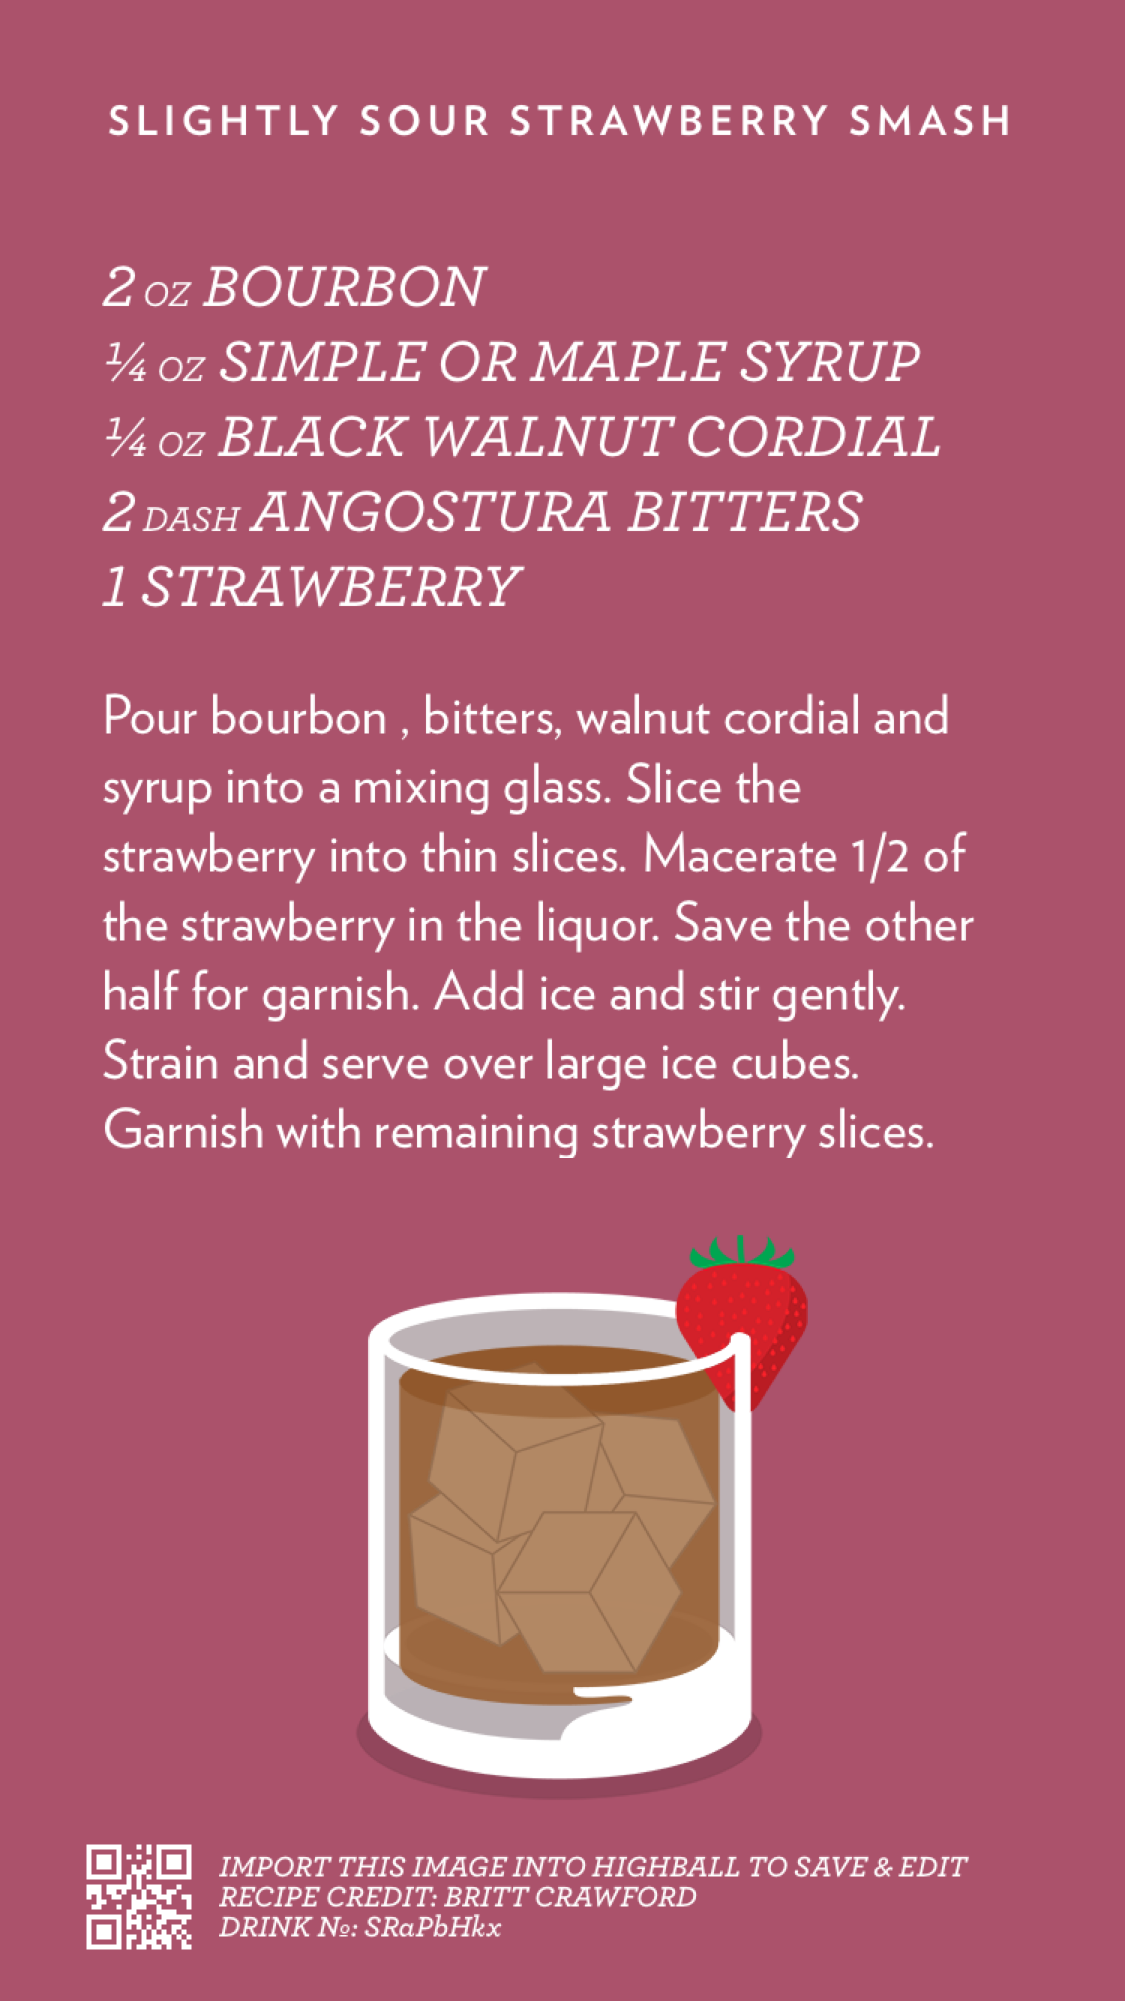 SLIGHTLY SOUR STRAWBERRY SMASH
2 OZ BOURBON
¼ OZ SIMPLE OR MAPLE SYRUP
¼ OZ BLACK WALNUT CORDIAL
2 DASH ANGOSTURA BITTERS
1 STRAWBERRY
Pour bourbon , bitters, walnut cordial and
syrup into a mixing glass. Slice the
strawberry into thin slices. Macerate 1/2 of
the strawberry in the liquor. Save the other
half for garnish. Add ice and stir gently.
Strain and serve over large ice cubes.
Garnish with remaining strawberry slices.
IMPORT THIS IMAGE INTO HIGHBALL TO SAVE & EDIT
RECIPE CREDIT: BRITT CRAWFORD
DRINK №: SRaPbHkx